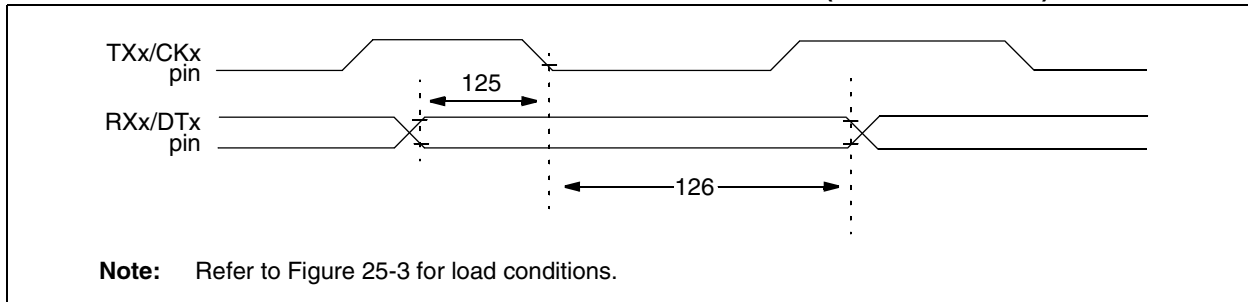 TXx/CKx
pin
125
RXx/DTx
pin
126
Note: Refer to Figure 25-3 for load conditions.